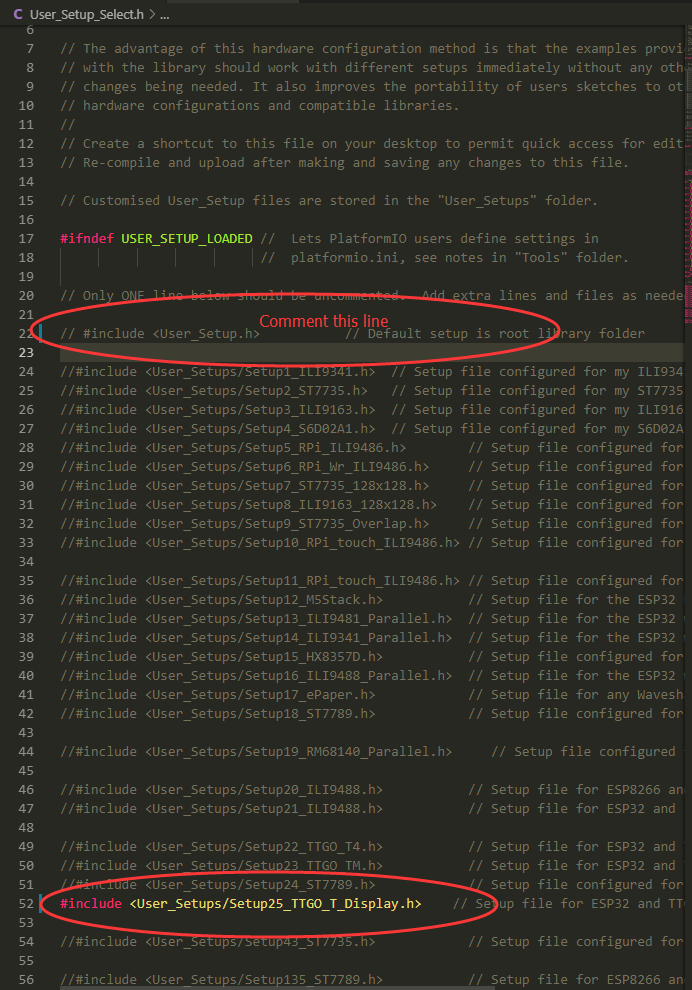 C User_Setup_Select.h > ...
6
7 // The advantage of this hardware configuration method is that the examples provi
8 // with the library should work with different setups immediately without any oth
9 // changes being needed. It also improves the portability of users sketches to ot
10 // hardware configurations and compatible libraries.
11 //
12 // Create a shortcut to this file on your desktop to permit quick access for edit
13 // Re-compile and upload after making and saving any changes to this file.
14
15 // Customised User_Setup files are stored in the "User_Setups" folder.
16
17 #ifndef USER_SETUP_LOADED // Lets PlatformIO users define settings in
18 // platformio.ini, see notes in "Tools" folder.
19
20 // Only ONE line below should be uncommented. Add extra lines and files as neede
21
Comment this line
22 // #include <User_Setup.h> // Default setup is root library folder
23
24 //#include <User_Setups/Setup1_ILI9341.h> // Setup file configured for my ILI934
25 //#include <User_Setups/Setup2_ST7735.h> // Setup file configured for my ST7735
26 //#include <User_Setups/Setup3_ILI9163.h> // Setup file configured for my ILI916
27 //#include <User_Setups/Setup4_S6D02A1.h> // Setup file configured for my S6D02A
28 //#include <User_Setups/Setup5_RPi_ILI9486.h> // Setup file configured for
29 //#include <User_Setups/Setup6_RPi_Wr_ILI9486.h> // Setup file configured for
30 //#include <User_Setups/Setup7_ST7735_128x128.h> // Setup file configured for
31 //#include <User_Setups/Setup8_ILI9163_128x128.h> // Setup file configured for
32 //#include <User_Setups/Setup9_ST7735_Overlap.h> // Setup file configured for
33 //#include <User_Setups/Setup10_RPi_touch_ILI9486.h> // Setup file configured for
34
35 //#include <User_Setups/Setup11_RPi_touch_ILI9486.h> // Setup file configured for
36 //#include <User_Setups/Setup12_M5Stack.h> // Setup file for the ESP32
37 //#include <User_Setups/Setup13_ILI9481_Parallel.h> // Setup file for the ESP32
38 //#include <User_Setups/Setup14_ILI9341_Parallel.h> // Setup file for the ESP32
39 //#include <User_Setups/Setup15_HX8357D.h> // Setup file configured for
40 //#include <User_Setups/Setup16_ILI9488_Parallel.h> // Setup file for the ESP32
41 //#include <User_Setups/Setup17_ePaper.h> // Setup file for any Wavesh
42 //#include <User_Setups/Setup18_ST7789.h> // Setup file configured for
43
44 //#include <User_Setups/Setup19_RM68140_Parallel.h> // Setup file configured
45
46 //#include <User_Setups/Setup20_ILI9488.h> // Setup file for ESP8266 an
47 //#include <User_Setups/Setup21_ILI9488.h> // Setup file for ESP32 and
48
49 //#include <User_Setups/Setup22_TTGO_T4.h> // Setup file for ESP32 and
50 //#include <User_Setups/Setup23_TTGO_TM.h> // Setup file for ESP32 and
51 //#include <User_Setups/Setup24_ST7789.h> // Setup file configured for
52 #include <User_Setups/Setup25_TTGO_T_Display.h> // Setup file for ESP32 and TTG
53
54 //#include <User_Setups/Setup43_ST7735.h> // Setup file configured for
55
56 //#include <User_Setups/Setup135_ST7789.h> // Setup file for ESP8266 an